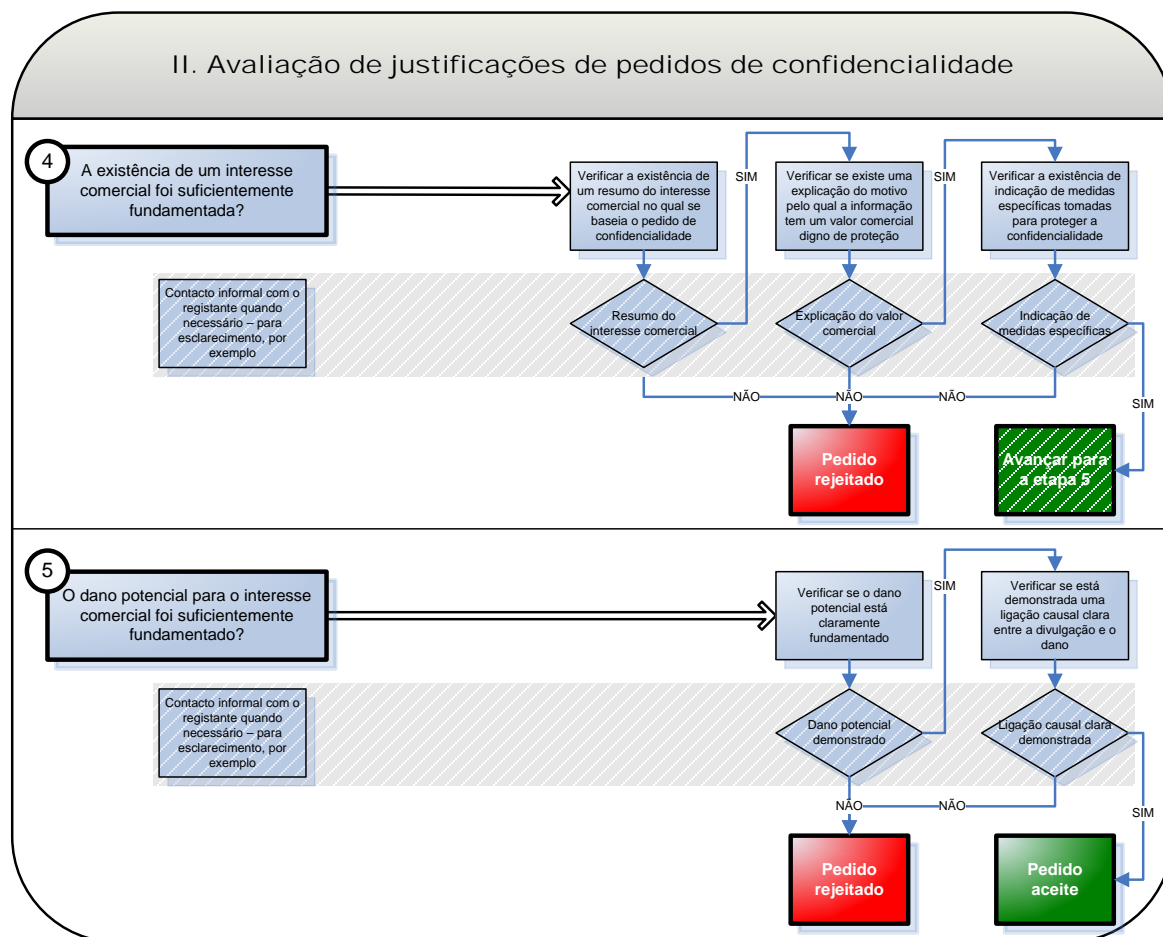 II. Avaliação de justificações de pedidos de confidencialidade
4
A existência de um interesse
comercial foi suficientemente
fundamentada?
Verificar a existência de
um resumo do interesse
comercial no qual se
baseia o pedido de
confidencialidade
SIM
Verificar se existe uma
explicação do motivo
pelo qual a informação
tem um valor comercial
digno de proteção
SIM
Verificar a existência de
indicação de medidas
específicas tomadas
para proteger a
confidencialidade
Contacto informal com o
registante quando
necessário – para
esclarecimento, por
exemplo
Resumo do
interesse comercial
Explicação do valor
comercial
Indicação de
medidas específicas
NÃO
NÃO
NÃO
SIM
Pedido
rejeitado
Avançar para
a etapa 5
5
O dano potencial para o interesse
comercial foi suficientemente
fundamentado?
Verificar se o dano
potencial está
claramente
fundamentado
SIM
Verificar se está
demonstrada uma
ligação causal clara
entre a divulgação e o
dano
Contacto informal com o
registante quando
necessário – para
esclarecimento, por
exemplo
Dano potencial
demonstrado
Ligação causal clara
demonstrada
NÃO
NÃO
SIM
Pedido
rejeitado
Pedido
aceite